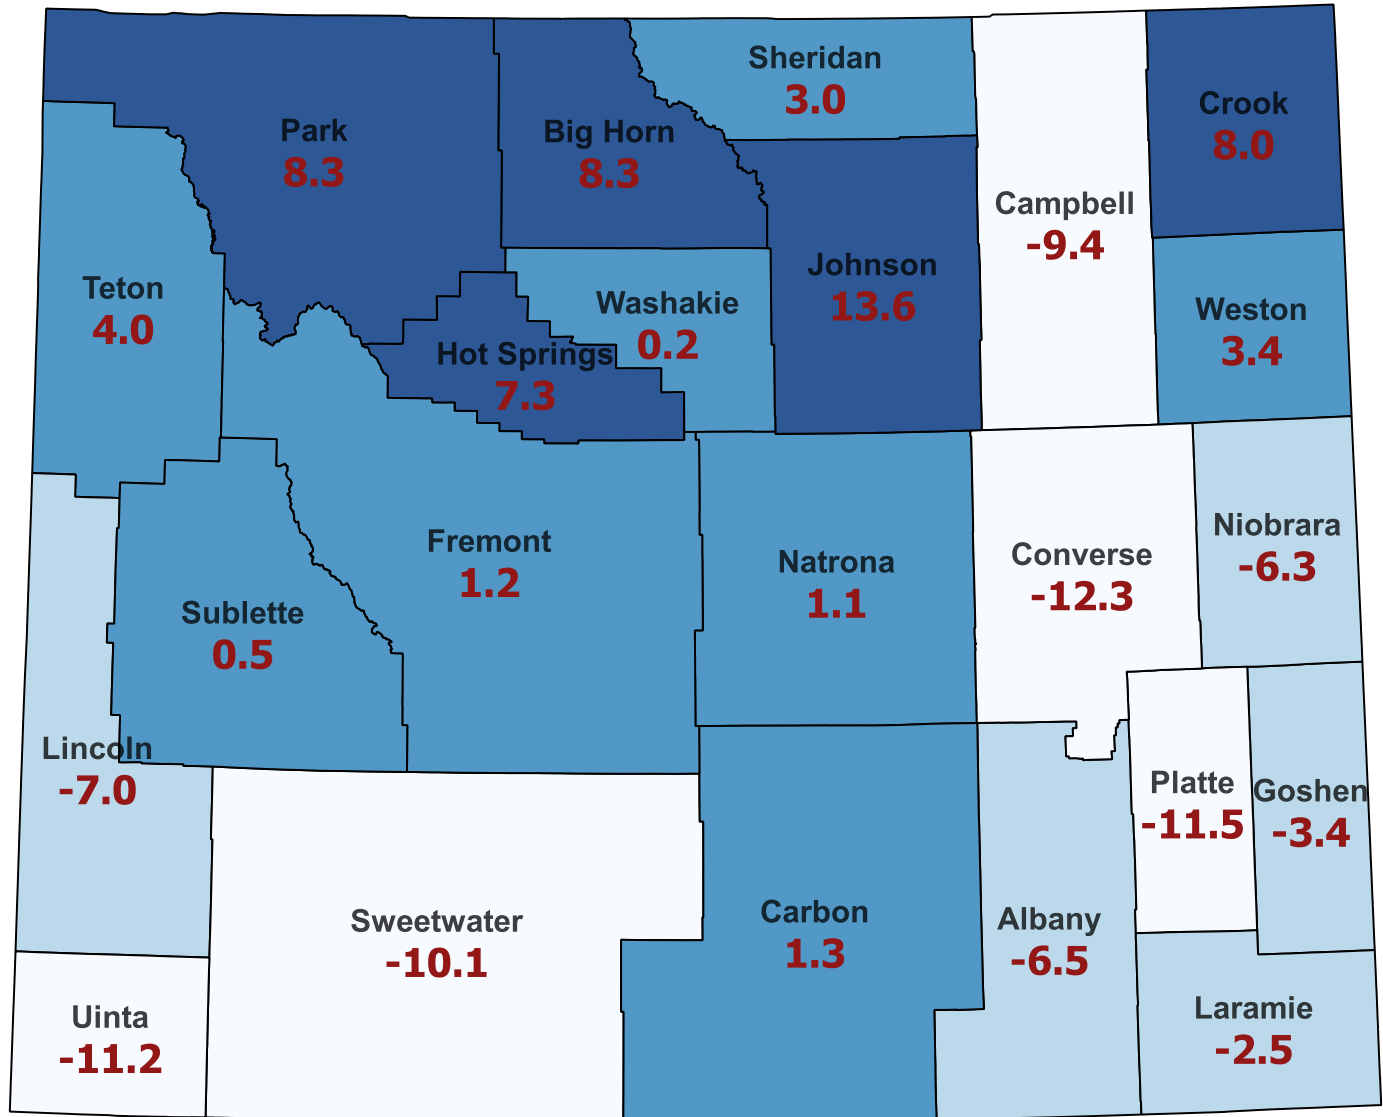 Sheridan
3.0
Crook
8.0
Park
8.3
Big Horn
8.3
Campbell
-9.4
Johnson
13.6
Teton
4.0
Washakie
0.2
Weston
3.4
Hot Springs
7.3
Niobrara
-6.3
Fremont
1.2
Natrona
1.1
Converse
-12.3
Sublette
0.5
Lincoln
-7.0
Platte
-11.5
Goshen
-3.4
Sweetwater
-10.1
Carbon
1.3
Albany
-6.5
Uinta
-11.2
Laramie
-2.5